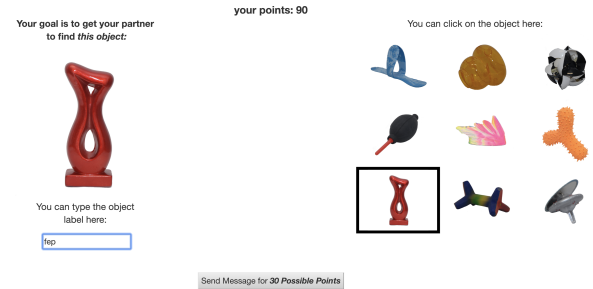 Your goal is to get your partner
to find this object:
You can type the object
label here:
fep
your points: 90
Send Message for 30 Possible Points
You can click on the object here: